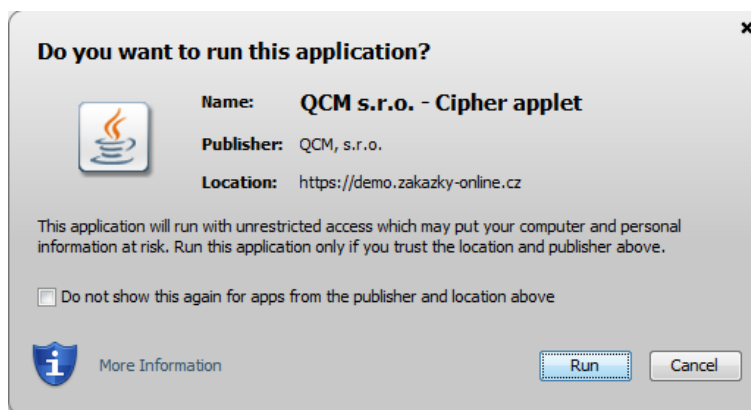 Do you want to run this application?
Name: QCM s.r.o. - Cipher applet
Publisher: QCM, s.r.o.
Location: https://demo.zakazky-online.cz
This application will run with unrestricted access which may put your computer and personal
information at risk. Run this application only if you trust the location and publisher above.
Do not show this again for apps from the publisher and location above
More Information
Run
Cancel